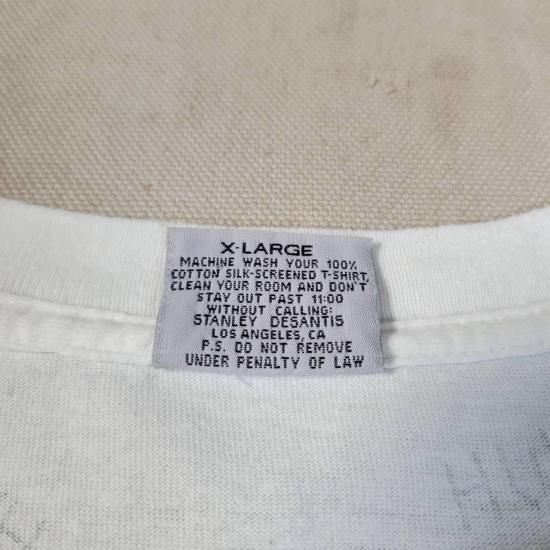 X-LARGE
MACHINE WASH YOUR 100%
COTTON SILK-SCREENED T-SHIRT,
CLEAN YOUR ROOM AND DON'T
STAY OUT PAST 11:00
WITHOUT CALLING:
STANLEY DESANTIS
LOS ANGELES, CA
P.S. DO NOT REMOVE
UNDER PENALTY OF LAW